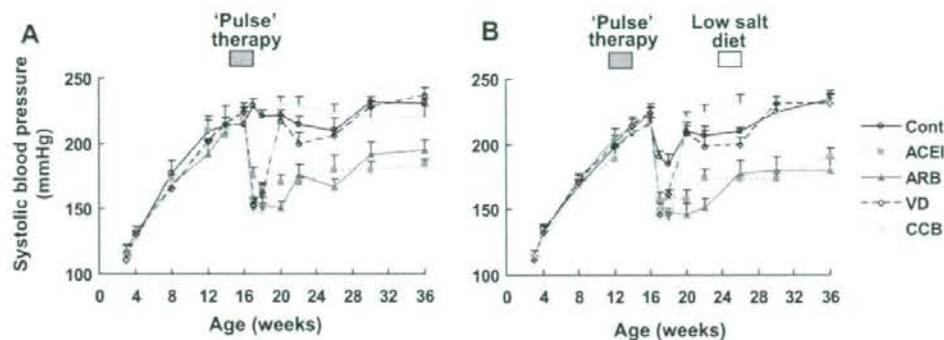 A
'Pulse'
therapy
Systolic blood pressure
(mmHg)
250
200
150
100
0 4 8 12 16 20 24 28 32 36
Age (weeks)
B
'Pulse'
therapy
Low salt
diet
250
200
150
100
0 4 8 12 16 20 24 28 32 36
Age (weeks)
Cont
ACEI
ARB
VD
CCB